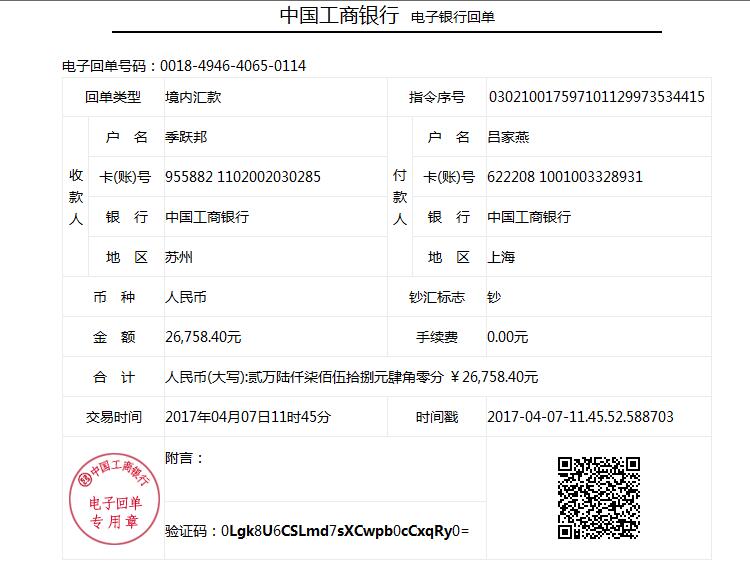 中国工商银行 电子银行回单
电子回单号码：0018-4946-4065-0114
回单类型 境内汇款 指令序号 030210017597101129973534415
收款人 户 名 季跃邦 付款人 户 名 吕家燕
卡(账)号 955882 1102002030285 卡(账)号 622208 1001003328931
银 行 中国工商银行 银 行 中国工商银行
地 区 苏州 地 区 上海
币 种 人民币 钞汇标志 钞
金 额 26,758.40元 手续费 0.00元
合 计 人民币(大写):贰万陆仟柒佰伍拾捌元肆角零分 ￥26,758.40元
交易时间 2017年04月07日11时45分 时间戳 2017-04-07-11.45.52.588703
中国工商银行
电子回单
专用章
附言：
验证码：0Lgk8U6CSLmd7sXCwpb0cCxqRy0=